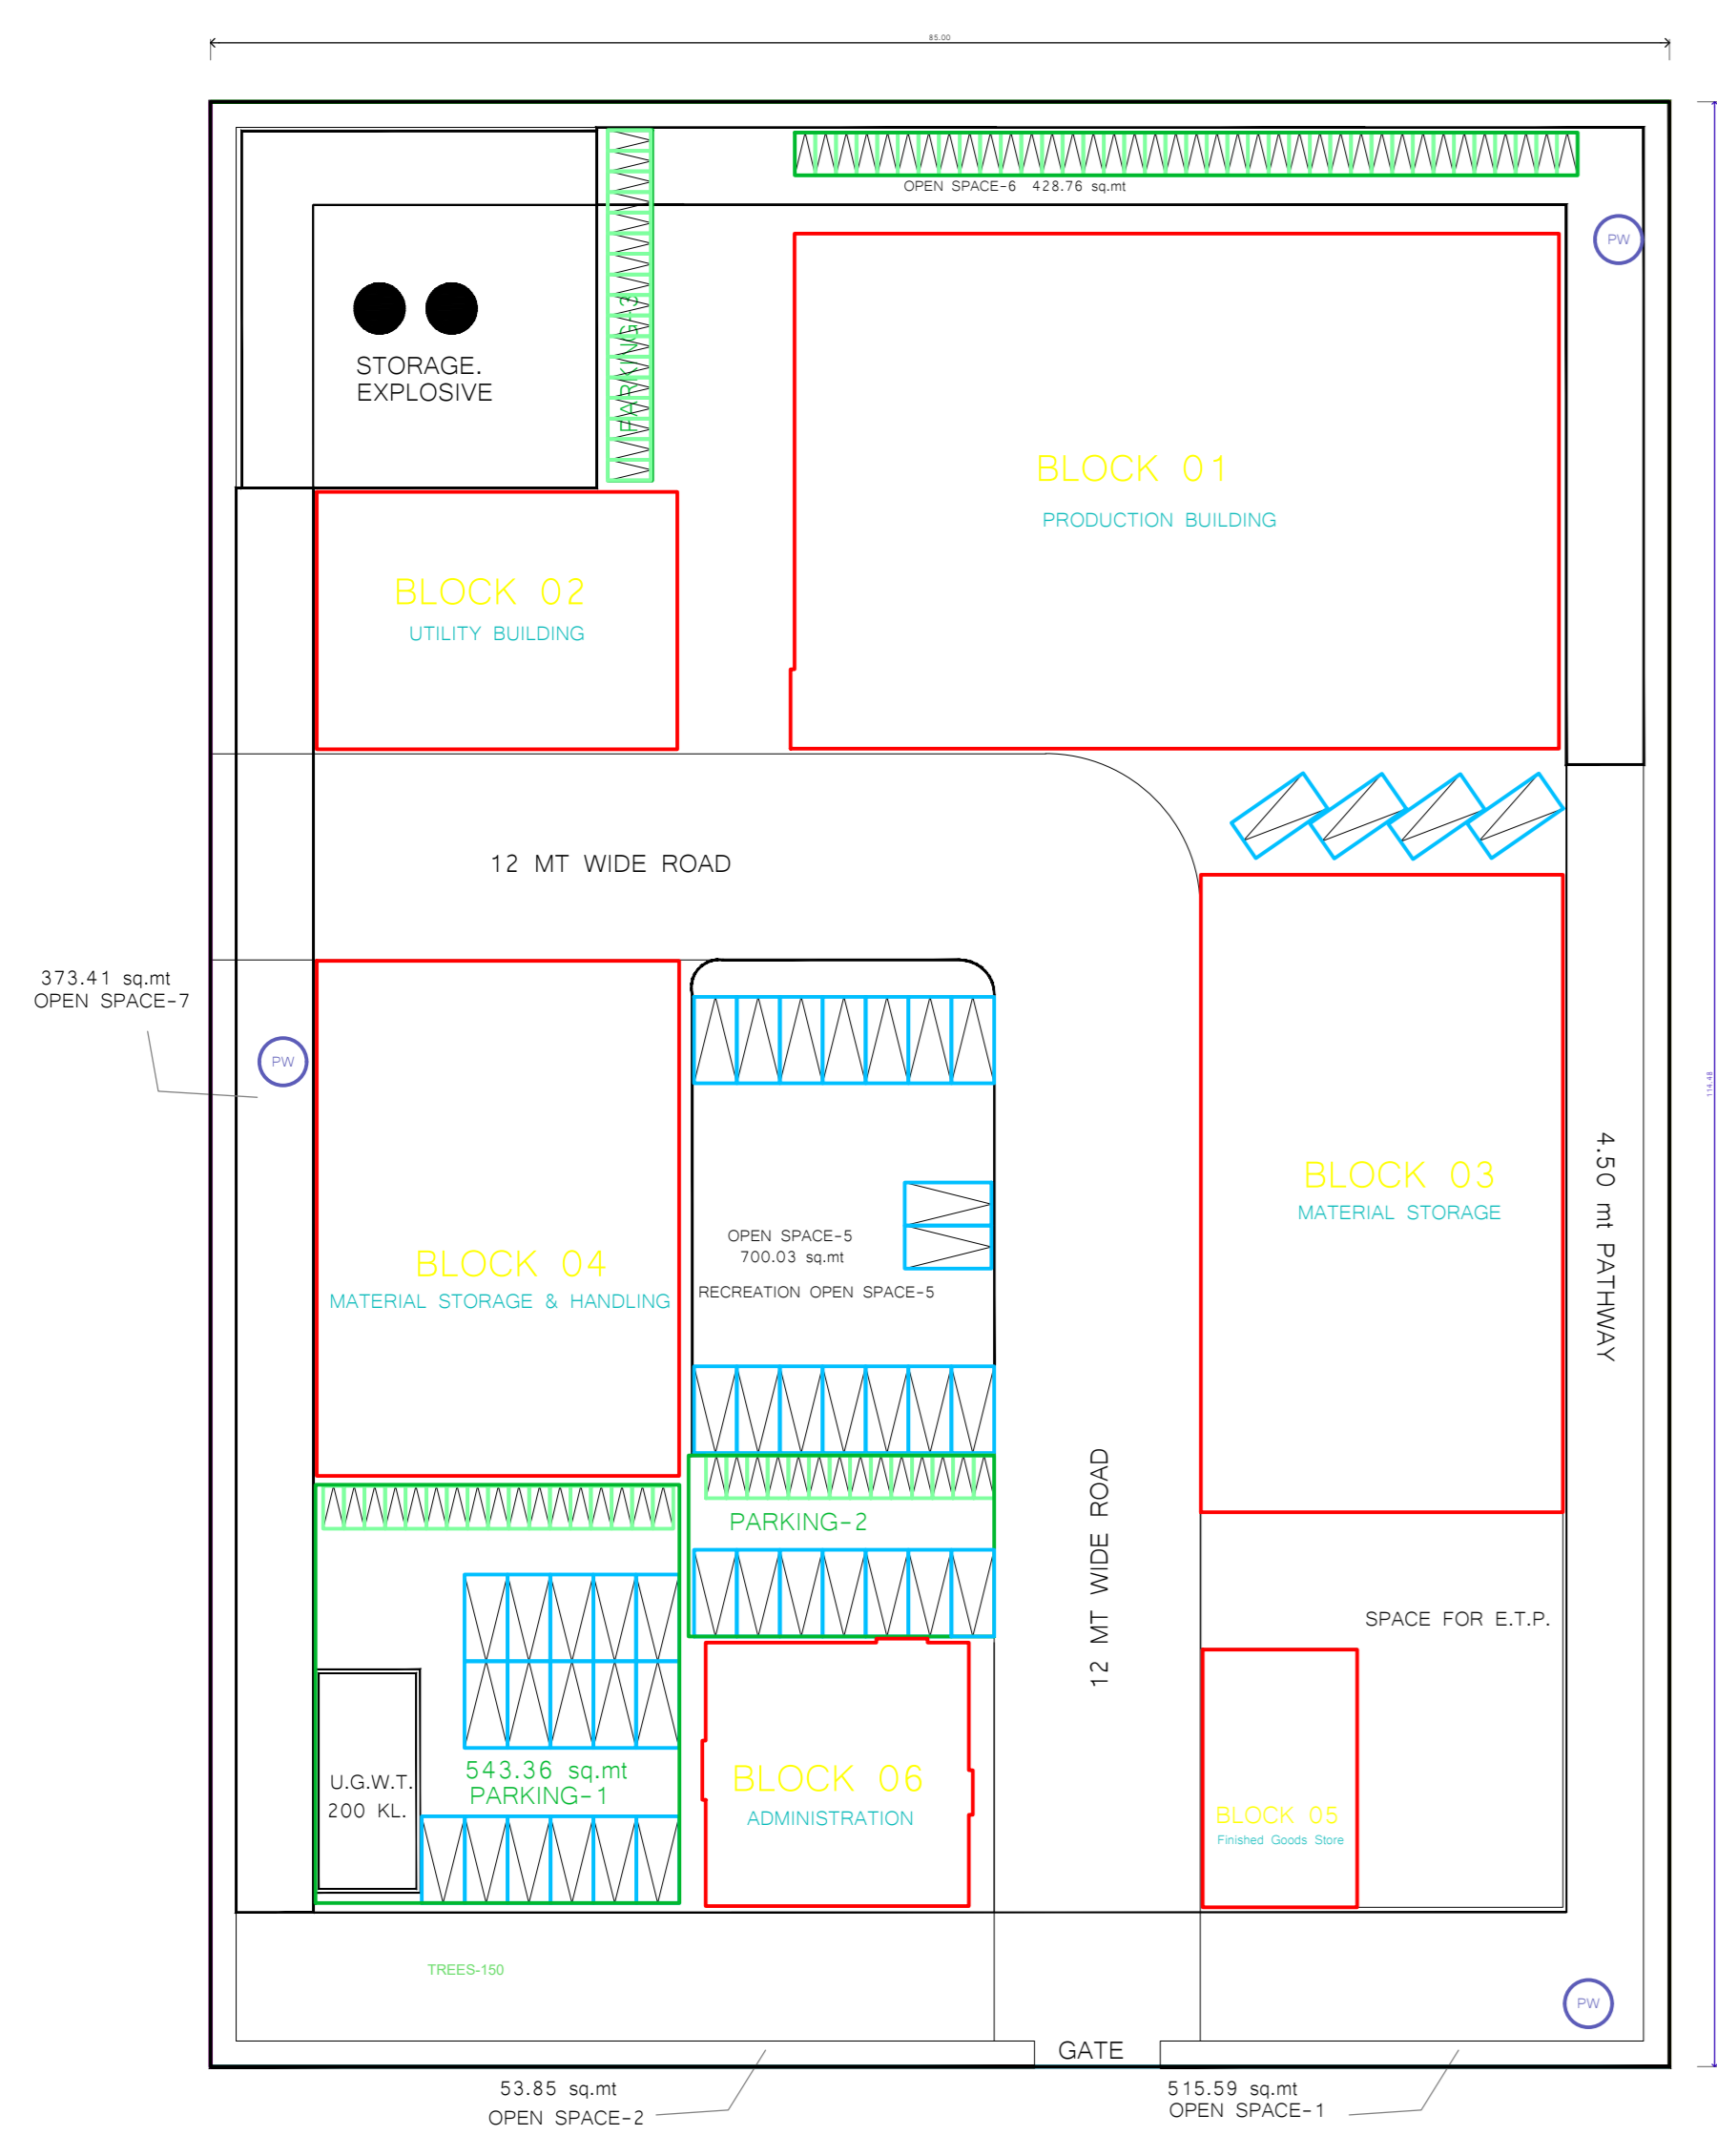 85.00
OPEN SPACE-6 428.76 sq.mt
PW
STORAGE.
EXPLOSIVE
PARKING-3
BLOCK 01
PRODUCTION BUILDING
BLOCK 02
UTILITY BUILDING
12 MT WIDE ROAD
373.41 sq.mt
OPEN SPACE-7
PW
114.48
4.50 mt PATHWAY
BLOCK 03
MATERIAL STORAGE
OPEN SPACE-5
700.03 sq.mt
RECREATION OPEN SPACE-5
BLOCK 04
MATERIAL STORAGE & HANDLING
12 MT WIDE ROAD
PARKING-2
SPACE FOR E.T.P.
U.G.W.T.
200 KL.
543.36 sq.mt
PARKING-1
BLOCK 06
ADMINISTRATION
BLOCK 05
Finished Goods Store
TREES-150
PW
GATE
53.85 sq.mt
OPEN SPACE-2
515.59 sq.mt
OPEN SPACE-1